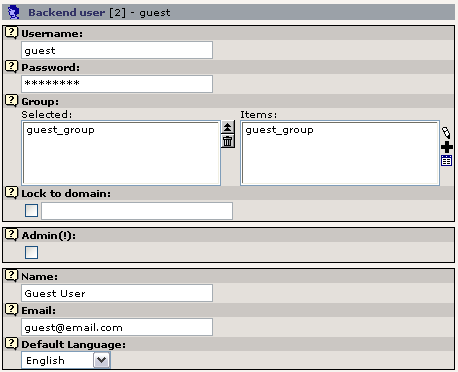 Backend user [2] - guest
Username:
guest
Password:
********
Group:
Selected: Items:
guest_group guest_group
Lock to domain:
Admin(!):
Name:
Guest User
Email:
guest@email.com
Default Language:
English